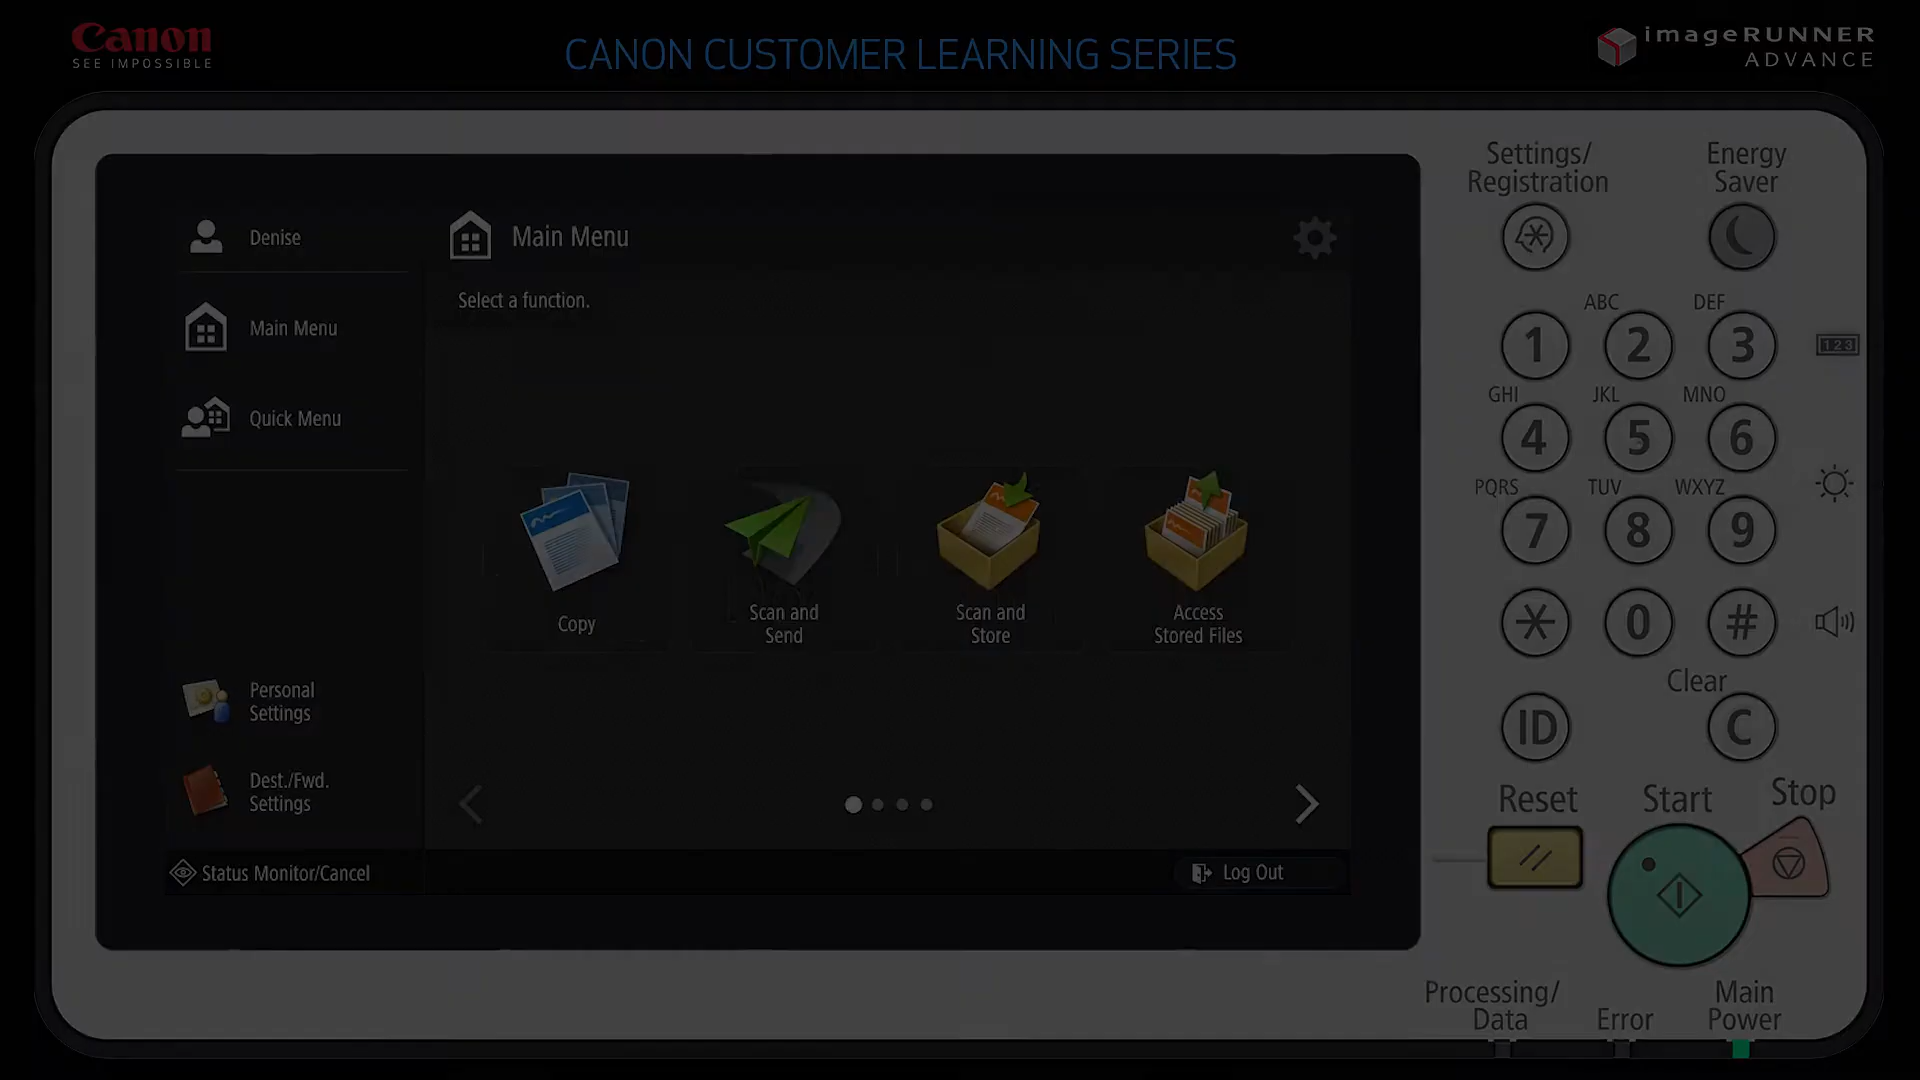 Canon
SEE IMPOSSIBLE
CANON CUSTOMER LEARNING SERIES
imageRUNNER
ADVANCE
Denise
Main Menu
Select a function.
Main Menu
Quick Menu
Copy
Scan and
Send
Scan and
Store
Access
Stored Files
Personal
Settings
Dest./Fwd.
Settings
Status Monitor/Cancel
Log Out
Settings/
Registration
Energy
Saver
ABC
DEF
1
2
3
123
GHI
JKL
MNO
4
5
6
PQRS
TUV
WXYZ
7
8
9
0
#
Clear
ID
C
Reset
Start
Stop
Processing/
Data
Error
Main
Power